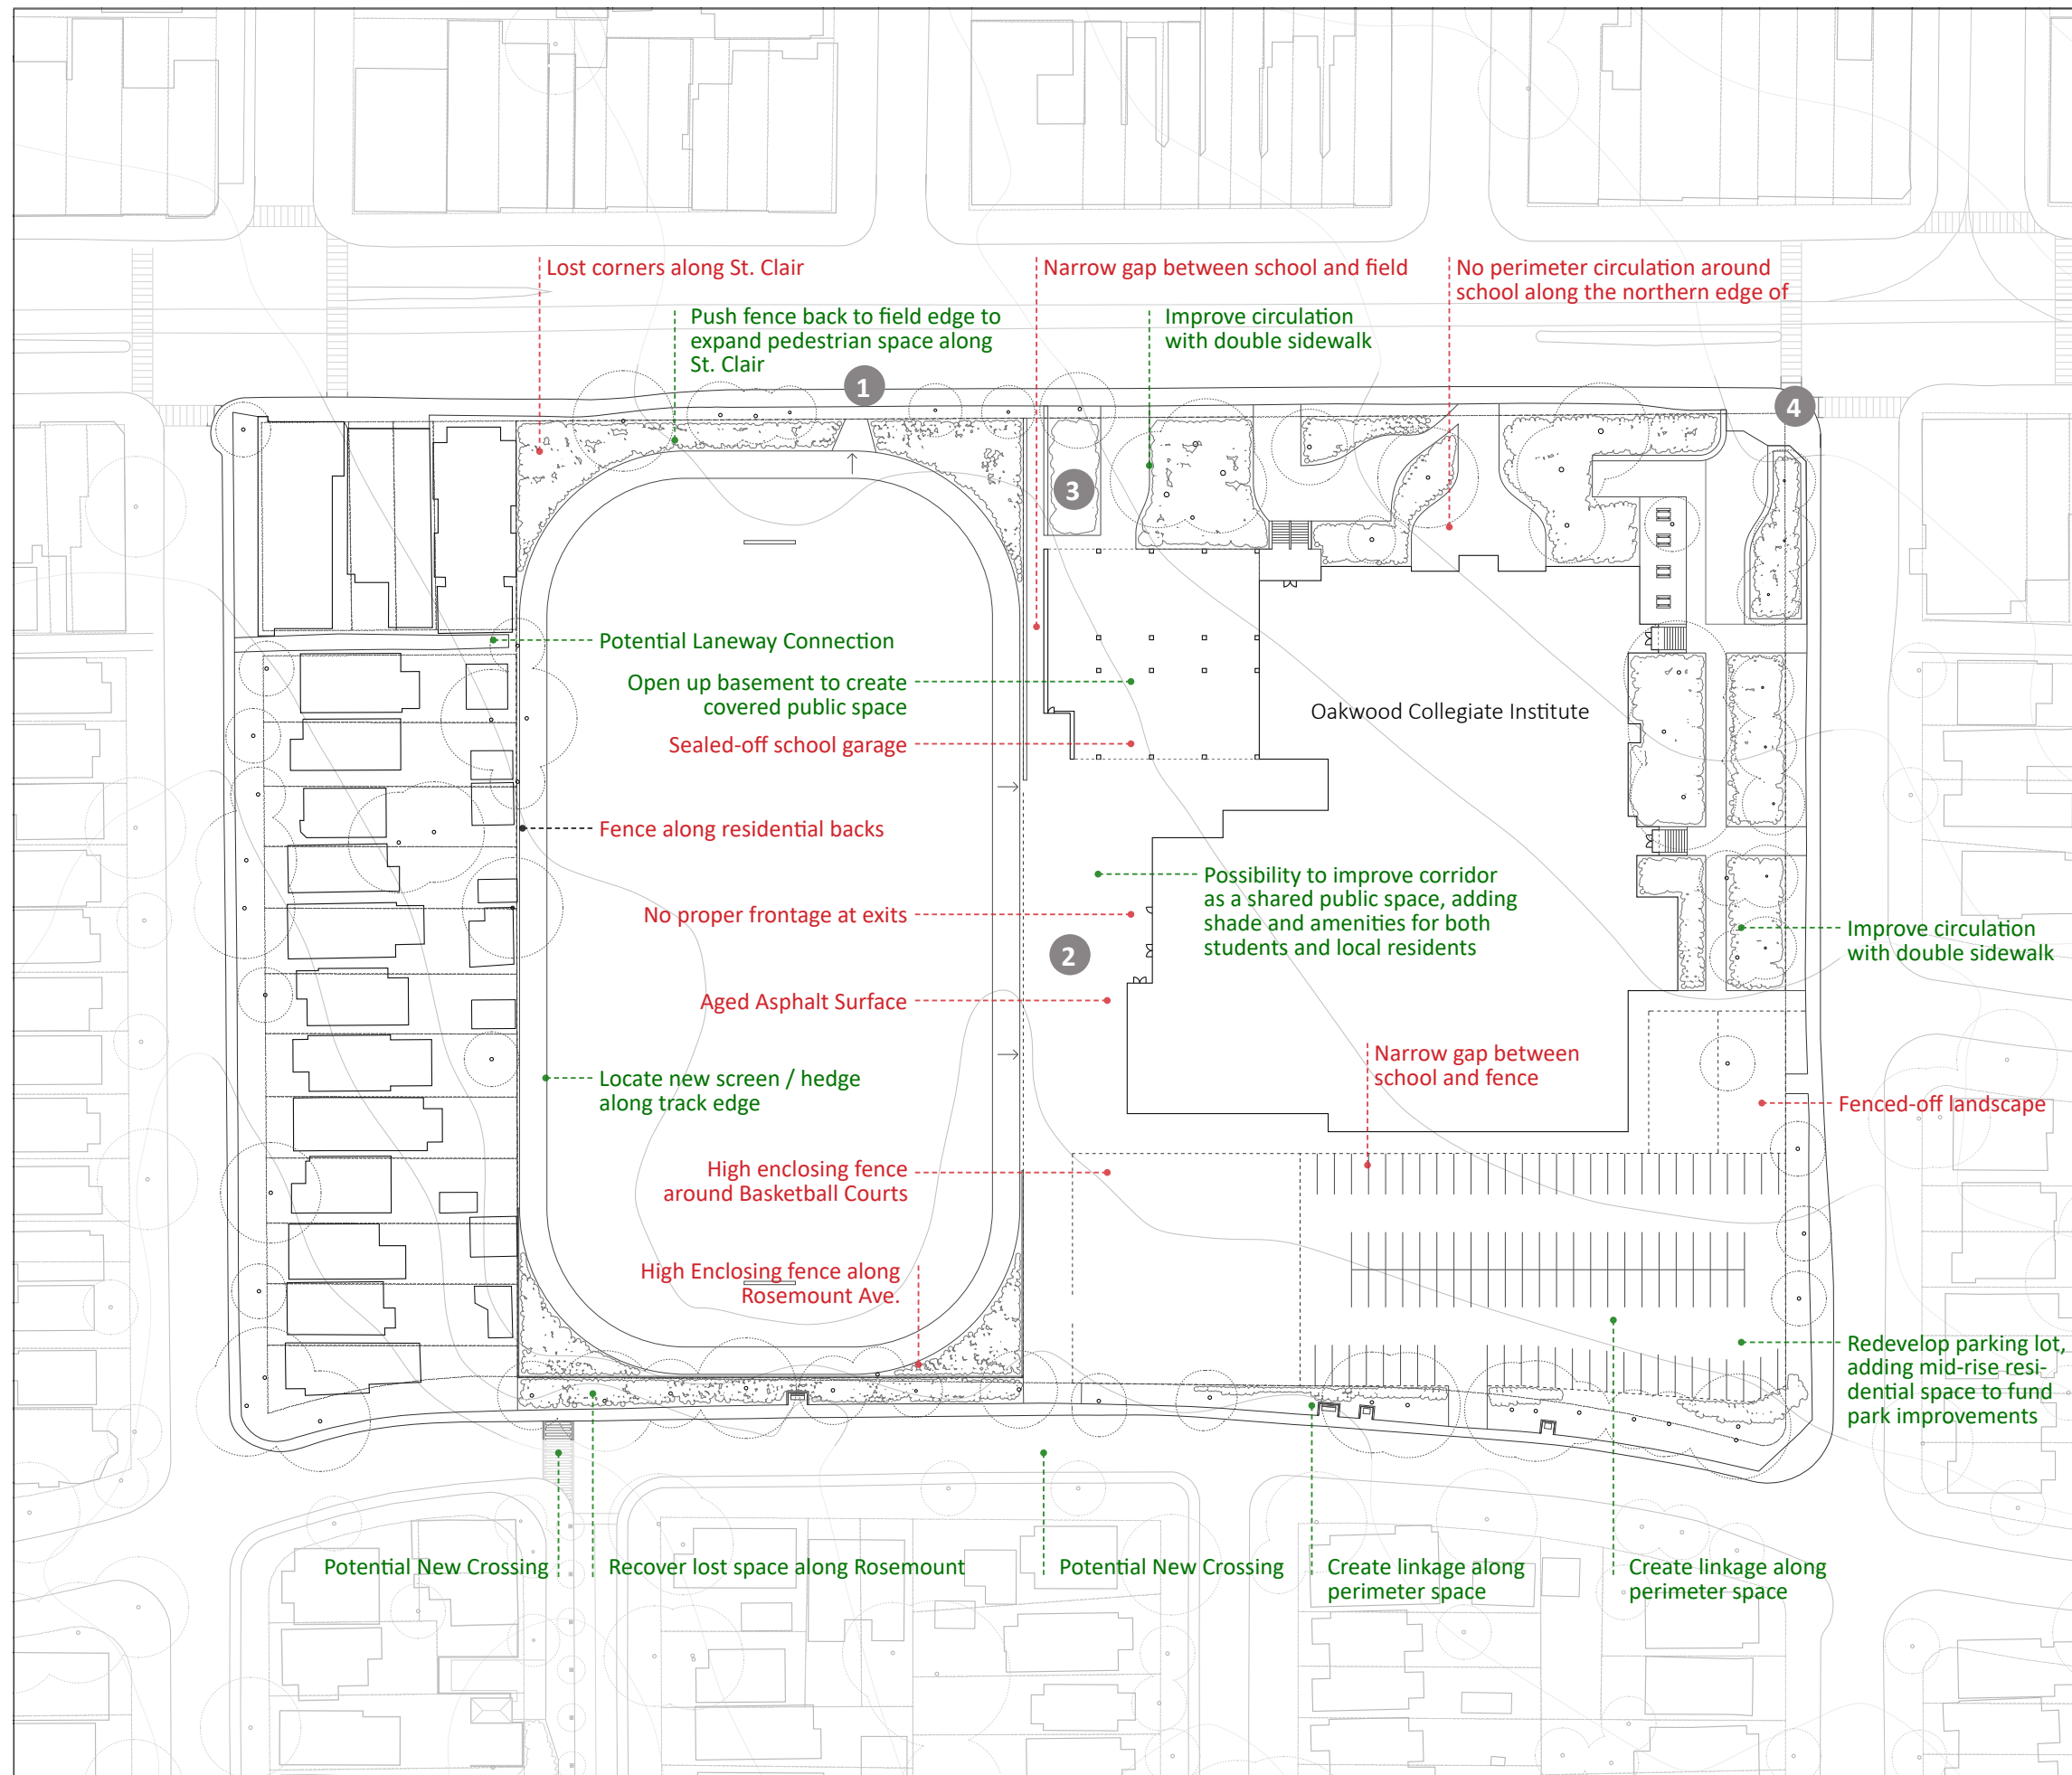 Lost corners along St. Clair
Narrow gap between school and field
No perimeter circulation around
school along the northern edge of
Push fence back to field edge to
expand pedestrian space along
St. Clair
Improve circulation
with double sidewalk
1
4
3
Potential Laneway Connection
Open up basement to create
covered public space
Sealed-off school garage
Oakwood Collegiate Institute
Fence along residential backs
Possibility to improve corridor
as a shared public space, adding
shade and amenities for both
students and local residents
No proper frontage at exits
2
Improve circulation
with double sidewalk
Aged Asphalt Surface
Narrow gap between
school and fence
Locate new screen / hedge
along track edge
Fenced-off landscape
High enclosing fence
around Basketball Courts
High Enclosing fence along
Rosemount Ave.
Redevelop parking lot,
adding mid-rise resi-
dential space to fund
park improvements
Potential New Crossing
Recover lost space along Rosemount
Potential New Crossing
Create linkage along
perimeter space
Create linkage along
perimeter space